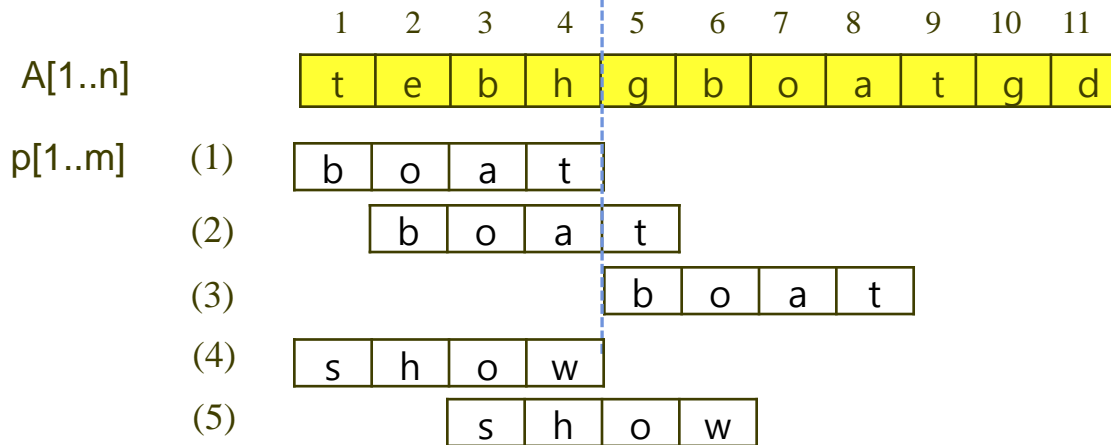 1 2 3 4 5 6 7 8 9 10 11
A[1..n] t e b h g b o a t g d
p[1..m] (1) b o a t
(2) b o a t
(3) b o a t
(4) s h o w
(5) s h o w